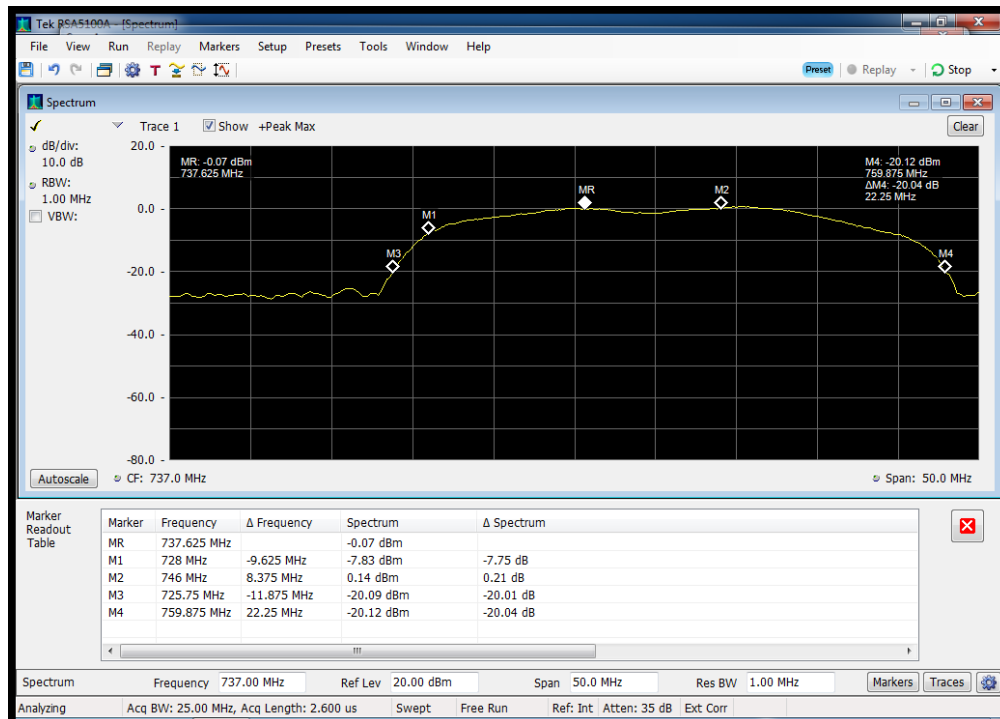 Tek RSA5100A - [Spectrum]
File View Run Replay Markers Setup Presets Tools Window Help
T Preset Replay Stop
Spectrum
Trace 1 Show +Peak Max Clear
dB/div:
10.0 dB
RBW:
1.00 MHz
VBW:
20.0
0.0
-20.0
-40.0
-60.0
-80.0
MR: -0.07 dBm
737.625 MHz
M4: -20.12 dBm
759.875 MHz
ΔM4: -20.04 dB
22.25 MHz
M3 M1 MR M2 M4
Autoscale CF: 737.0 MHz Span: 50.0 MHz
Marker
Readout
Table
Marker Frequency Δ Frequency Spectrum Δ Spectrum
MR 737.625 MHz -0.07 dBm
M1 728 MHz -9.625 MHz -7.83 dBm -7.75 dB
M2 746 MHz 8.375 MHz 0.14 dBm 0.21 dB
M3 725.75 MHz -11.875 MHz -20.09 dBm -20.01 dB
M4 759.875 MHz 22.25 MHz -20.12 dBm -20.04 dB
Spectrum Frequency 737.00 MHz Ref Lev 20.00 dBm Span 50.0 MHz Res BW 1.00 MHz Markers Traces
Analyzing Acq BW: 25.00 MHz, Acq Length: 2.600 us Swept Free Run Ref: Int Atten: 35 dB Ext Corr